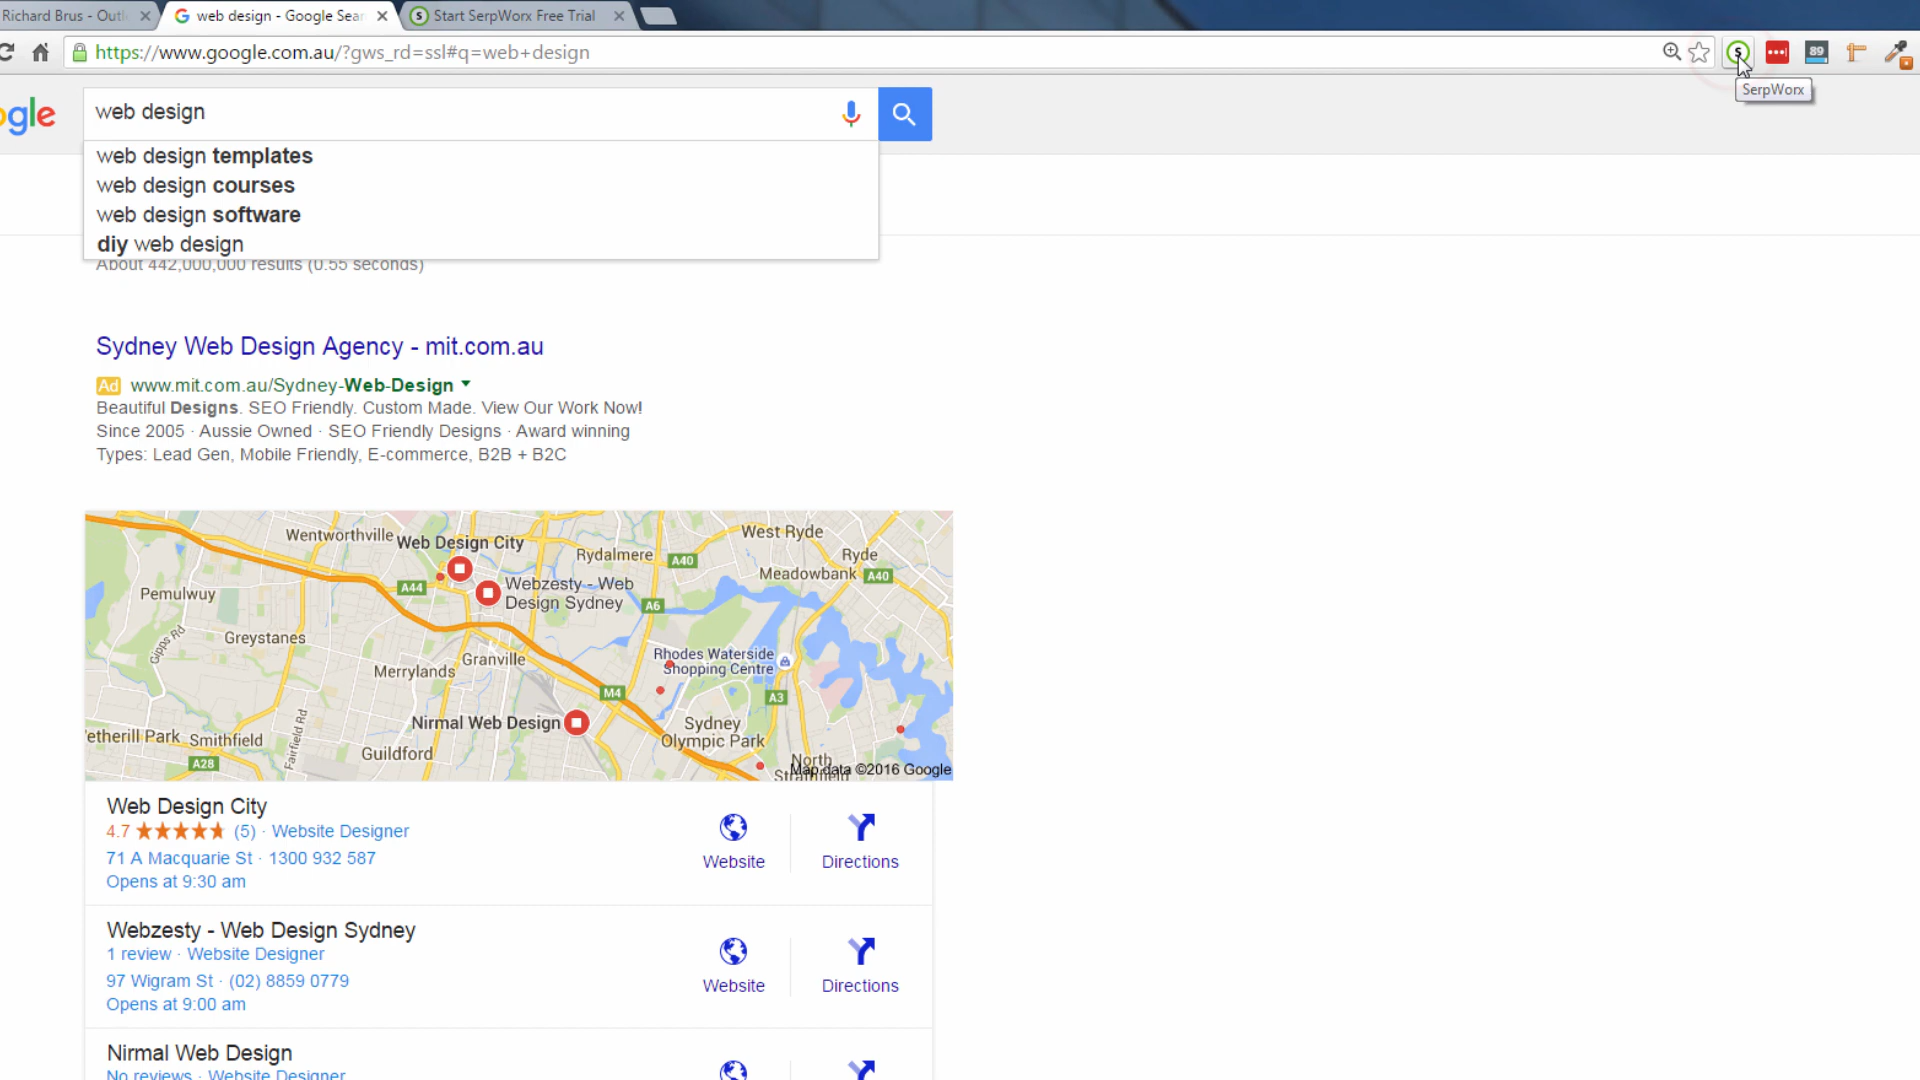 Richard Brus - Outl
web design - Google Sear
Start SerpWorx Free Trial
https://www.google.com.au/?gws_rd=ssl#q=web+design
89
SerpWorx
ogle
web design
web design templates
web design courses
web design software
diy web design
About 442,000,000 results (0.55 seconds)
Sydney Web Design Agency - mit.com.au
Ad www.mit.com.au/Sydney-Web-Design
Beautiful Designs. SEO Friendly. Custom Made. View Our Work Now!
Since 2005 · Aussie Owned · SEO Friendly Designs · Award winning
Types: Lead Gen, Mobile Friendly, E-commerce, B2B + B2C
Wentworthville
Web Design City
Rydalmere
West Ryde
Ryde
A40
Meadowbank
A40
A44
Webzesty - Web
Design Sydney
A6
Pemulwuy
Greystanes
Gipps Rd
Merrylands
Granville
Rhodes Waterside
Shopping Centre
M4
A3
Nirmal Web Design
Sydney
Olympic Park
etherill Park
Smithfield
Fairfield Rd
Guildford
A28
North
Strathfield
Map data ©2016 Google
Web Design City
4.7 (5) · Website Designer
71 A Macquarie St · 1300 932 587
Opens at 9:30 am
Website
Directions
Webzesty - Web Design Sydney
1 review · Website Designer
97 Wigram St · (02) 8859 0779
Opens at 9:00 am
Website
Directions
Nirmal Web Design
No reviews · Website Designer